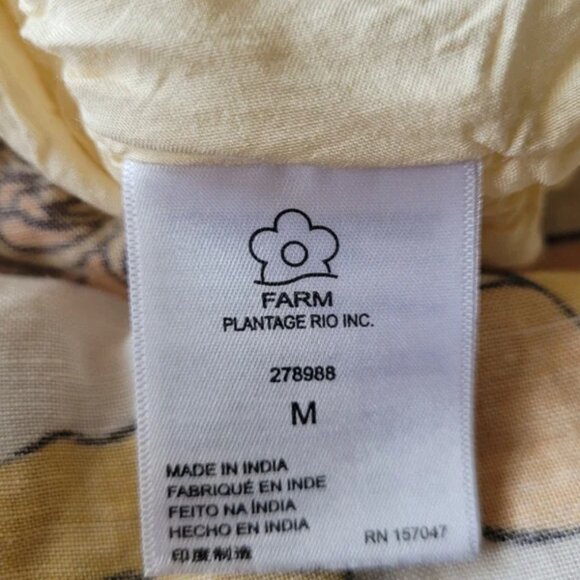 FARM
PLANTAGE RIO INC.
278988
M
MADE IN INDIA
FABRIQUÉ EN INDE
FEITO NA ÍNDIA
HECHO EN INDIA
印度制造
RN 157047